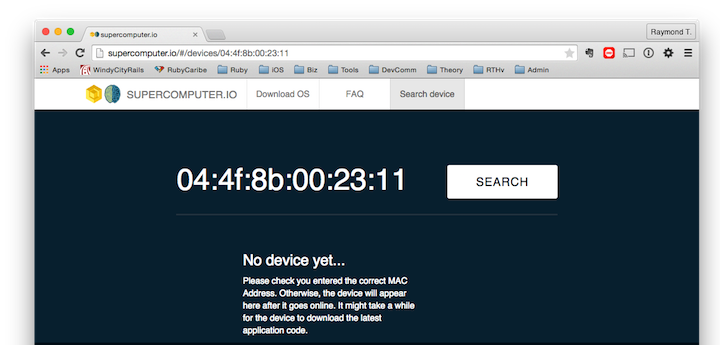 supercomputer.io
Raymond T.
supercomputer.io/#/devices/04:4f:8b:00:23:11
Apps WindyCityRails RubyCaribe Ruby iOS Biz Tools DevComm Theory RTHv Admin
SUPERCOMPUTER.IO Download OS FAQ Search device
04:4f:8b:00:23:11 SEARCH
No device yet...
Please check you entered the correct MAC
Address. Otherwise, the device will appear
here after it goes online. It might take a while
for the device to download the latest
application code.